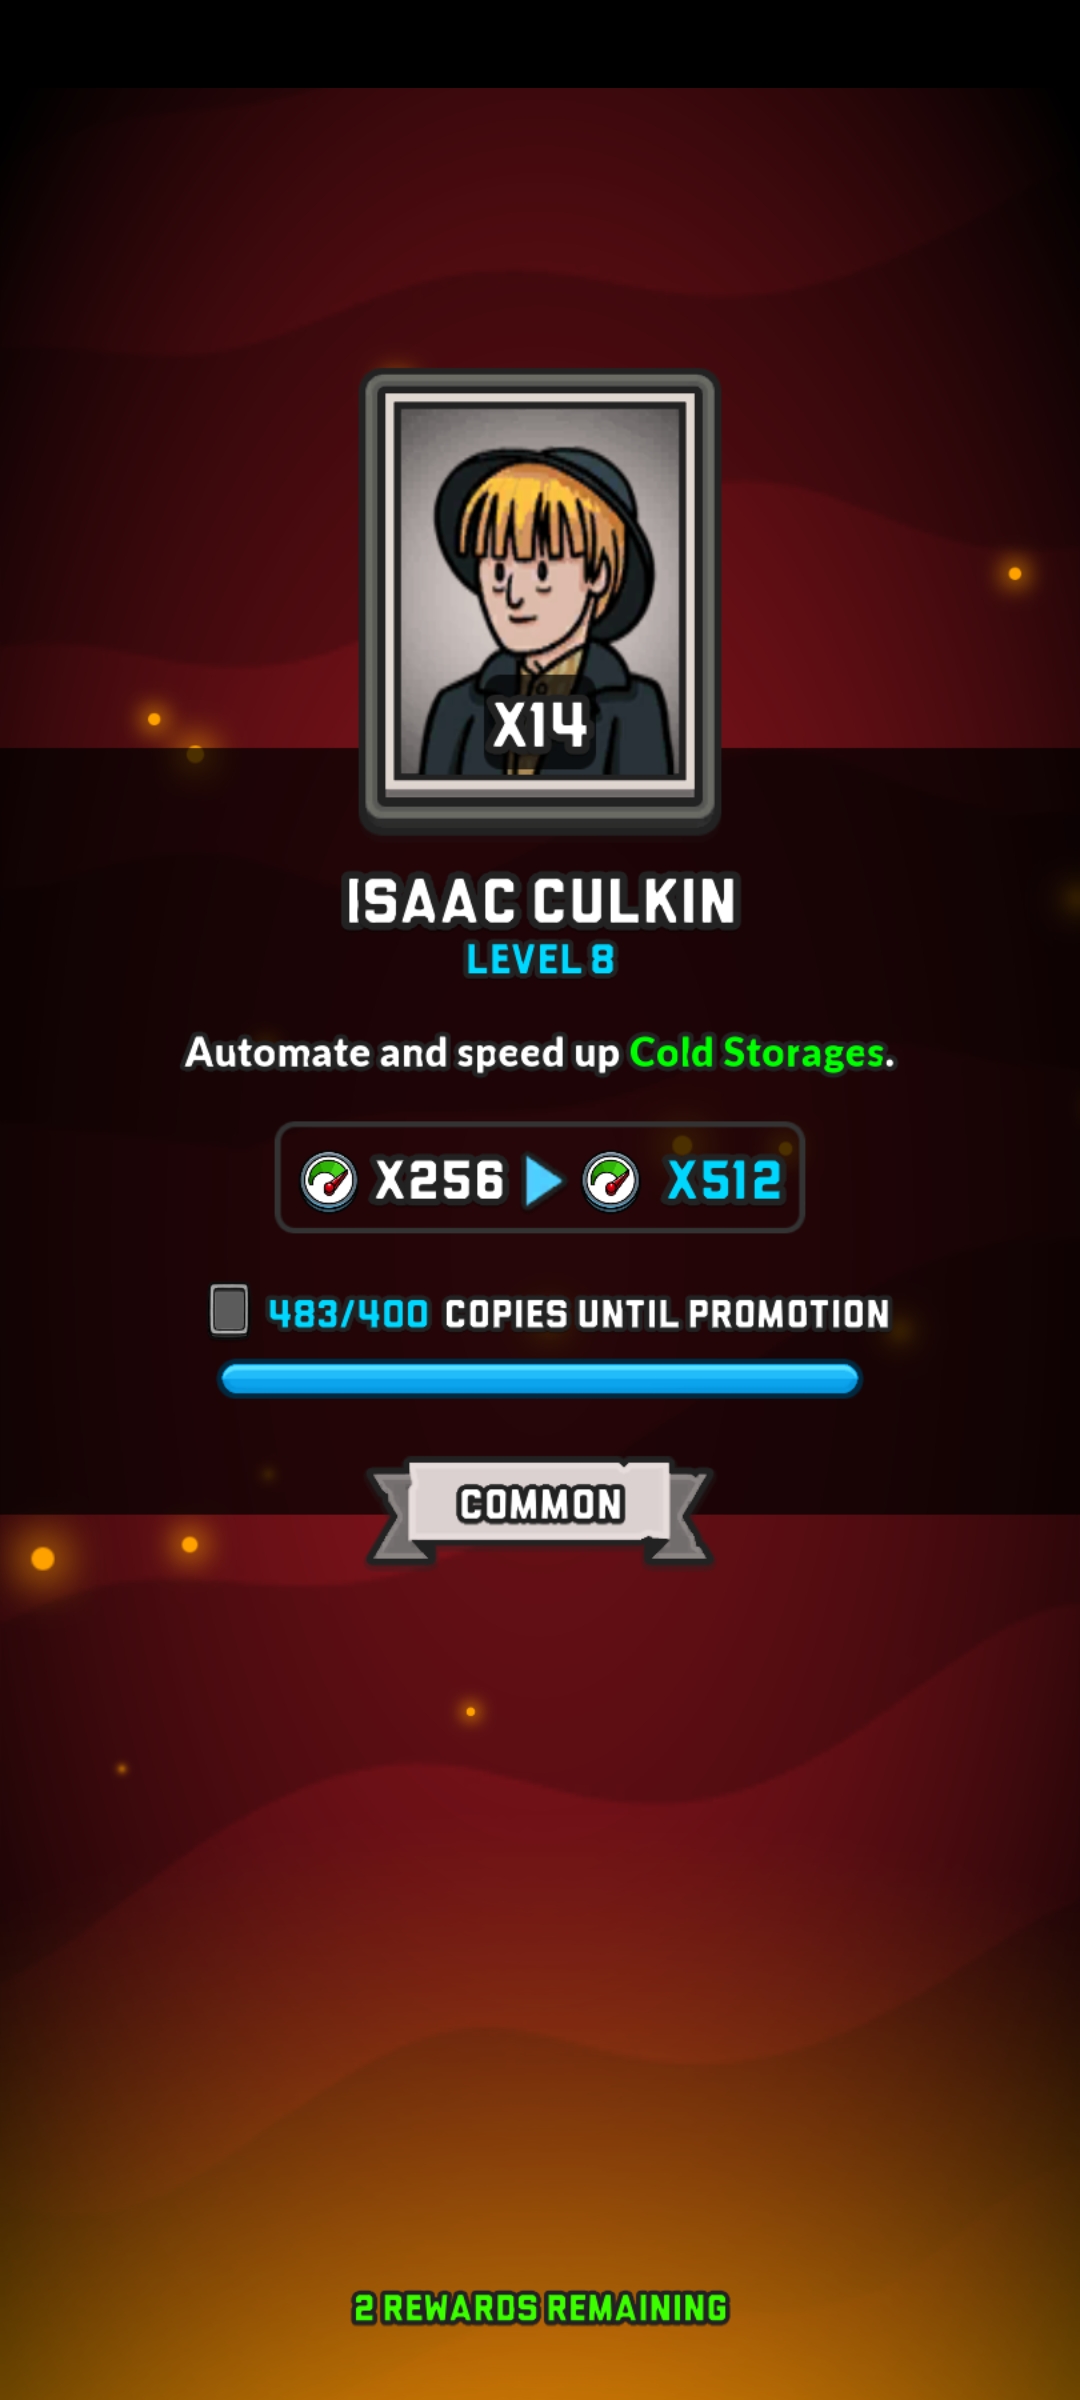 X14
ISAAC CULKIN
LEVEL 8
Automate and speed up Cold Storages.
X256 X512
483/400 COPIES UNTIL PROMOTION
COMMON
2 REWARDS REMAINING